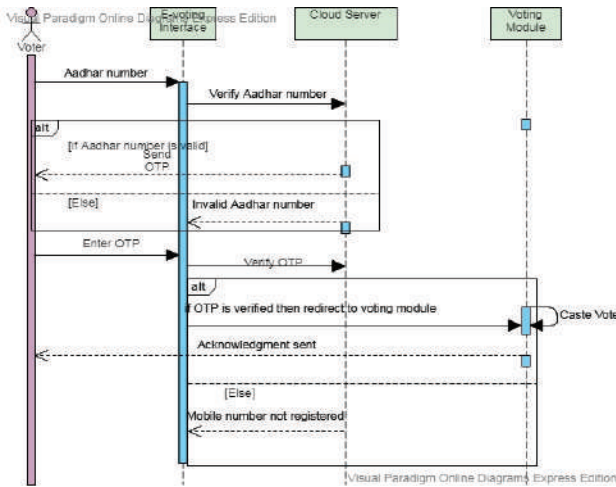 Visual Paradigm Online Diagrams Express Edition
E-voting
Interface
Cloud Server
Voting
Module
Voter
Aadhar number
Verify Aadhar number
alt
[If Aadhar number is valid]
Send
OTP
[Else]
Invalid Aadhar number
Enter OTP
Verify OTP
alt
if OTP is verified then redirect to voting module
Caste Vote
Acknowledgment sent
[Else]
Mobile number not registered
Visual Paradigm Online Diagrams Express Edition